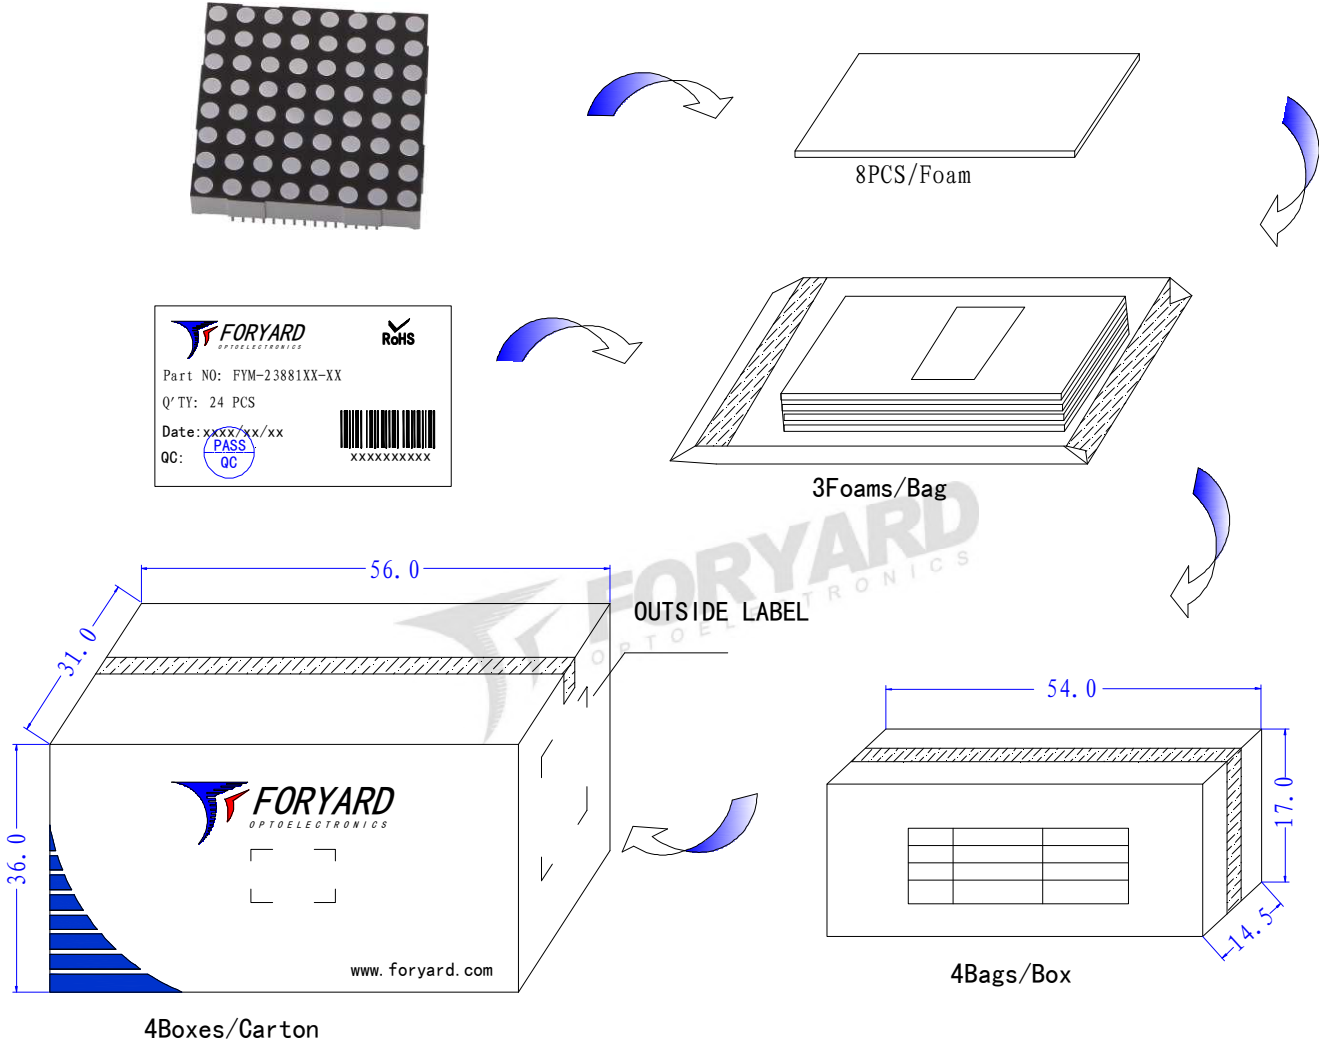 8PCS/Foam
FORYARD
OPTOELECTRONICS
RoHS
Part NO: FYM-23881XX-XX
Q'TY: 24 PCS
Date:xxxx/xx/xx
QC:
PASS
QC
xxxxxxxxxx
3Foams/Bag
FORYARD
OPTOELECTRONICS
56.0
31.0
36.0
OUTSIDE LABEL
FORYARD
OPTOELECTRONICS
www.foryard.com
4Boxes/Carton
54.0
17.0
14.5
4Bags/Box